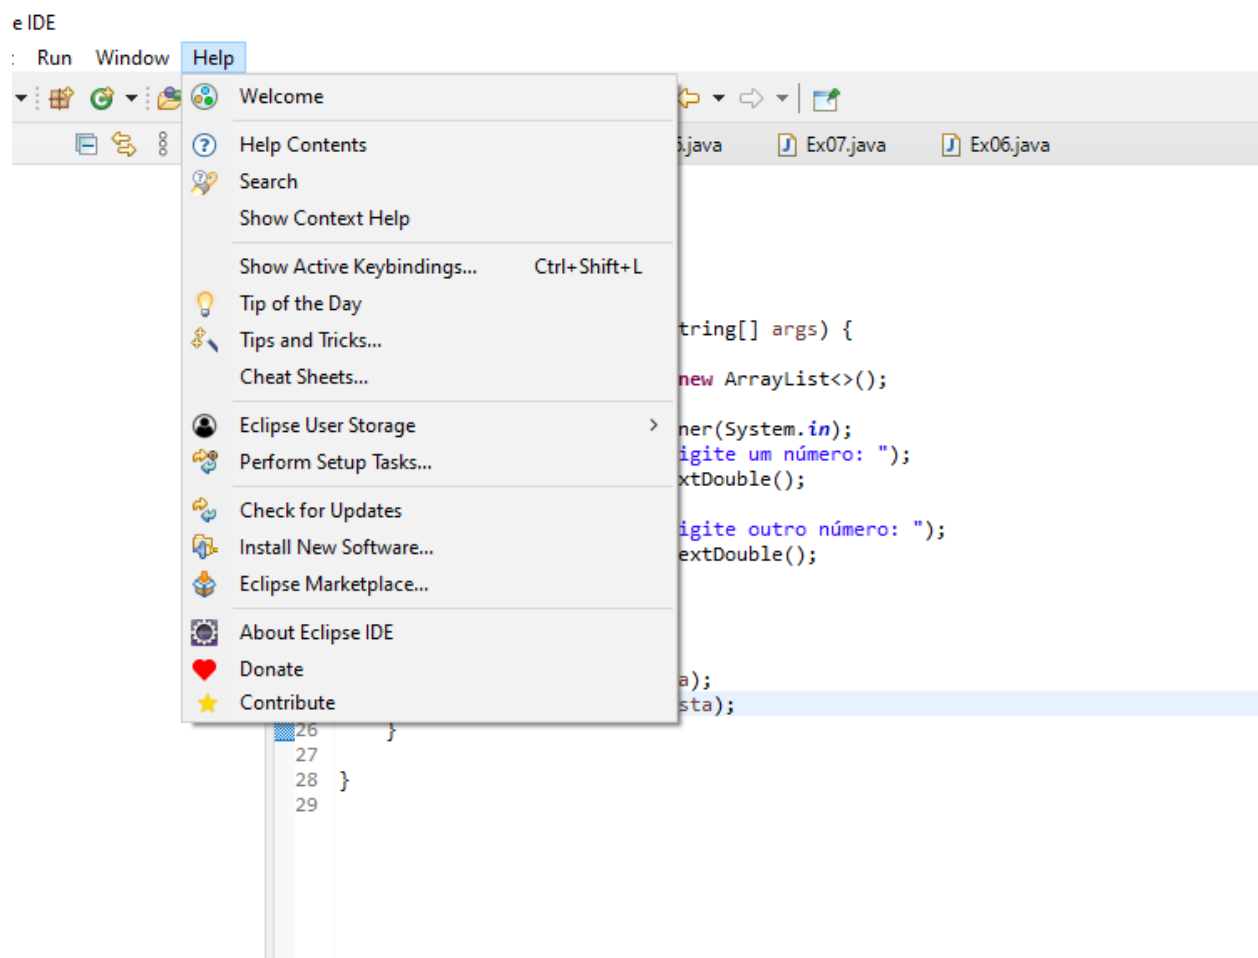 e IDE
Run Window Help
Welcome
Help Contents
.java Ex07.java Ex06.java
Search
Show Context Help
Show Active Keybindings... Ctrl+Shift+L
Tip of the Day
tring[] args) {
Tips and Tricks...
Cheat Sheets...
new ArrayList<>();
Eclipse User Storage
ner(System.in);
igite um número: ");
Perform Setup Tasks...
xtDouble();
Check for Updates
igite outro número: ");
Install New Software...
extDouble();
Eclipse Marketplace...
About Eclipse IDE
Donate
a);
Contribute
sta);
26 }
27
28 }
29